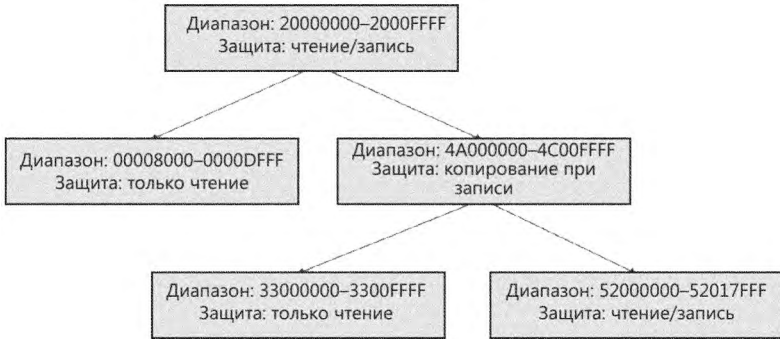 Диапазон: 20000000–2000FFFF
Защита: чтение/запись
Диапазон: 00008000–0000DFFF
Защита: только чтение
Диапазон: 4A000000–4C00FFFF
Защита: копирование при
записи
Диапазон: 33000000–3300FFFF
Защита: только чтение
Диапазон: 52000000–52017FFF
Защита: чтение/запись